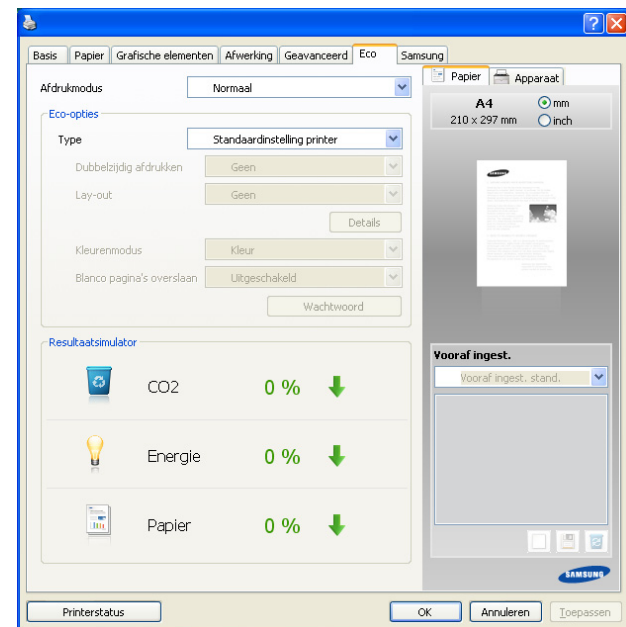 Basis Papier Grafische elementen Afwerking Geavanceerd Eco Samsung
Afdrukmodus Normaal
Eco-opties
Type Standaardinstelling printer
Dubbelzijdig afdrukken Geen
Lay-out Geen
Details
Kleurenmodus Kleur
Blanco pagina's overslaan Uitgeschakeld
Wachtwoord
Resultaatsimulator
CO2 0 %
Energie 0 %
Papier 0 %
Papier Apparaat
A4 mm
210 x 297 mm inch
SAMSUNG
Vooraf ingest.
Vooraf ingest. stand.
SAMSUNG
Printerstatus OK Annuleren Toepassen